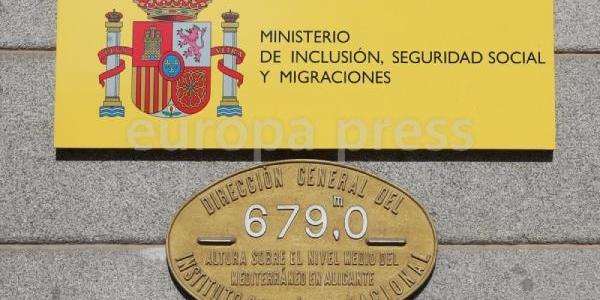 MINISTERIO
DE INCLUSIÓN, SEGURIDAD SOCIAL
Y MIGRACIONES
europa press
DIRECCIÓN GENERAL DEL
679,0 m
ALTURA SOBRE EL NIVEL MEDIO DEL
MEDITERRÁNEO EN ALICANTE
INSTITUTO